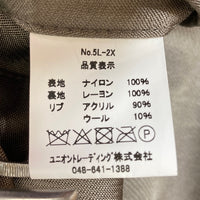 No.5L-2X
品質表示
表地 ナイロン 100%
裏地 レーヨン 100%
リブ アクリル 90%
ウール 10%
ユニオントレーディング株式会社
048-641-1388